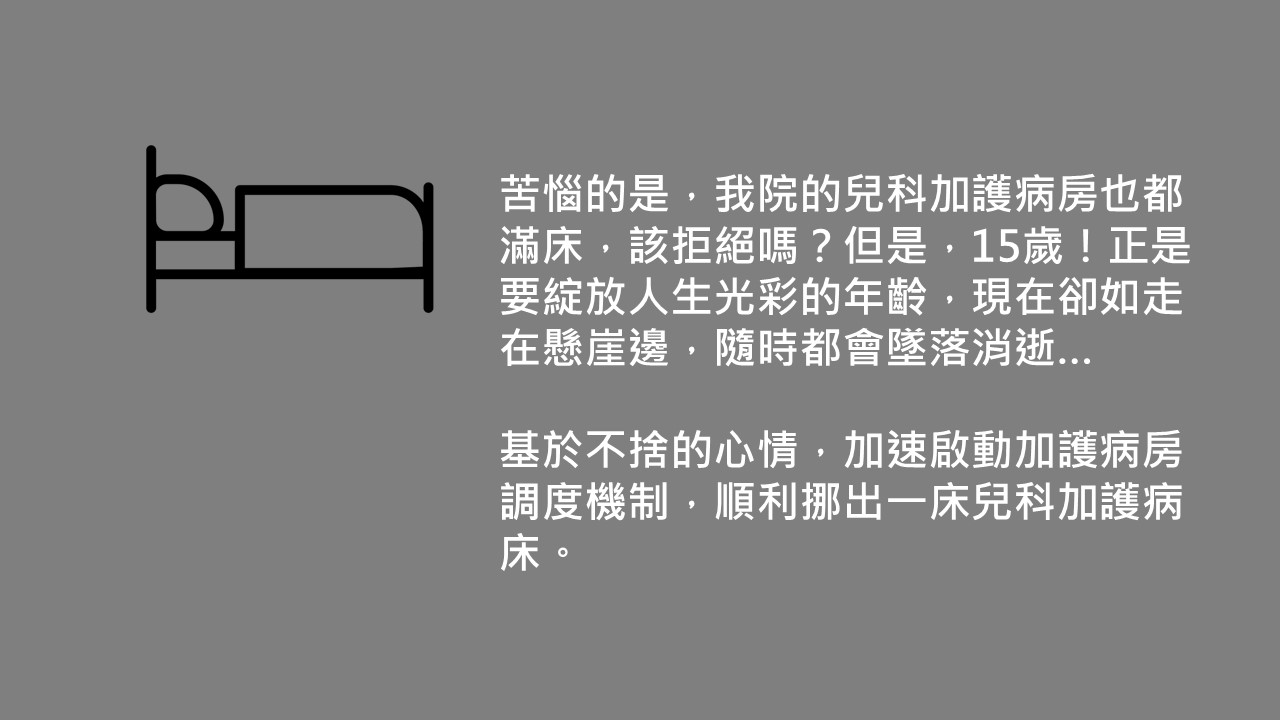 苦惱的是，我院的兒科加護病房也都
滿床，該拒絕嗎？但是，15歲！正是
要綻放人生光彩的年齡，現在卻如走
在懸崖邊，隨時都會墜落消逝...
基於不捨的心情，加速啟動加護病房
調度機制，順利挪出一床兒科加護病
床。